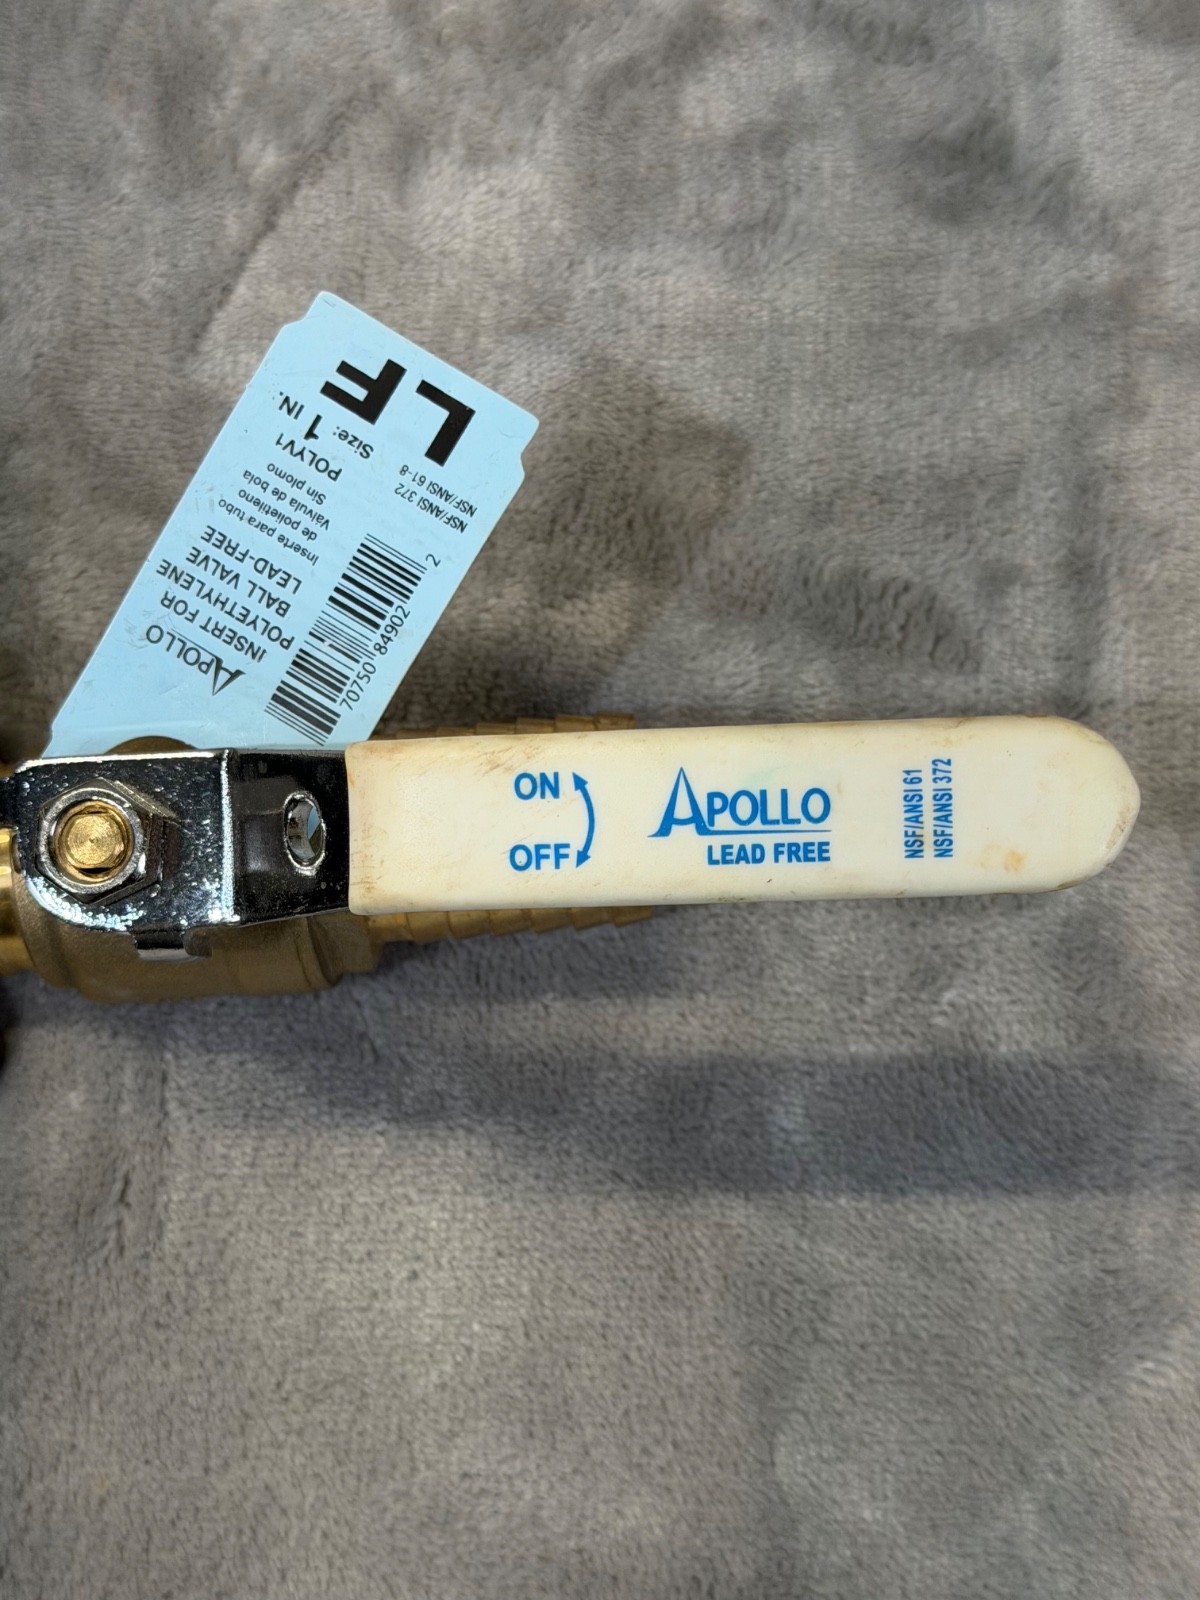 APOLLO
INSERT FOR
POLYETHYLENE
BALL VALVE
LEAD-FREE
Inserte para tubo
de polietileno
Válvula de bola
Sin plomo
POLYV1
Size: 1 IN.
70750 84902 2
NSF/ANSI 372
NSF/ANSI 61-8
LF
ON
OFF
APOLLO
LEAD FREE
NSF/ANSI 61
NSF/ANSI 372